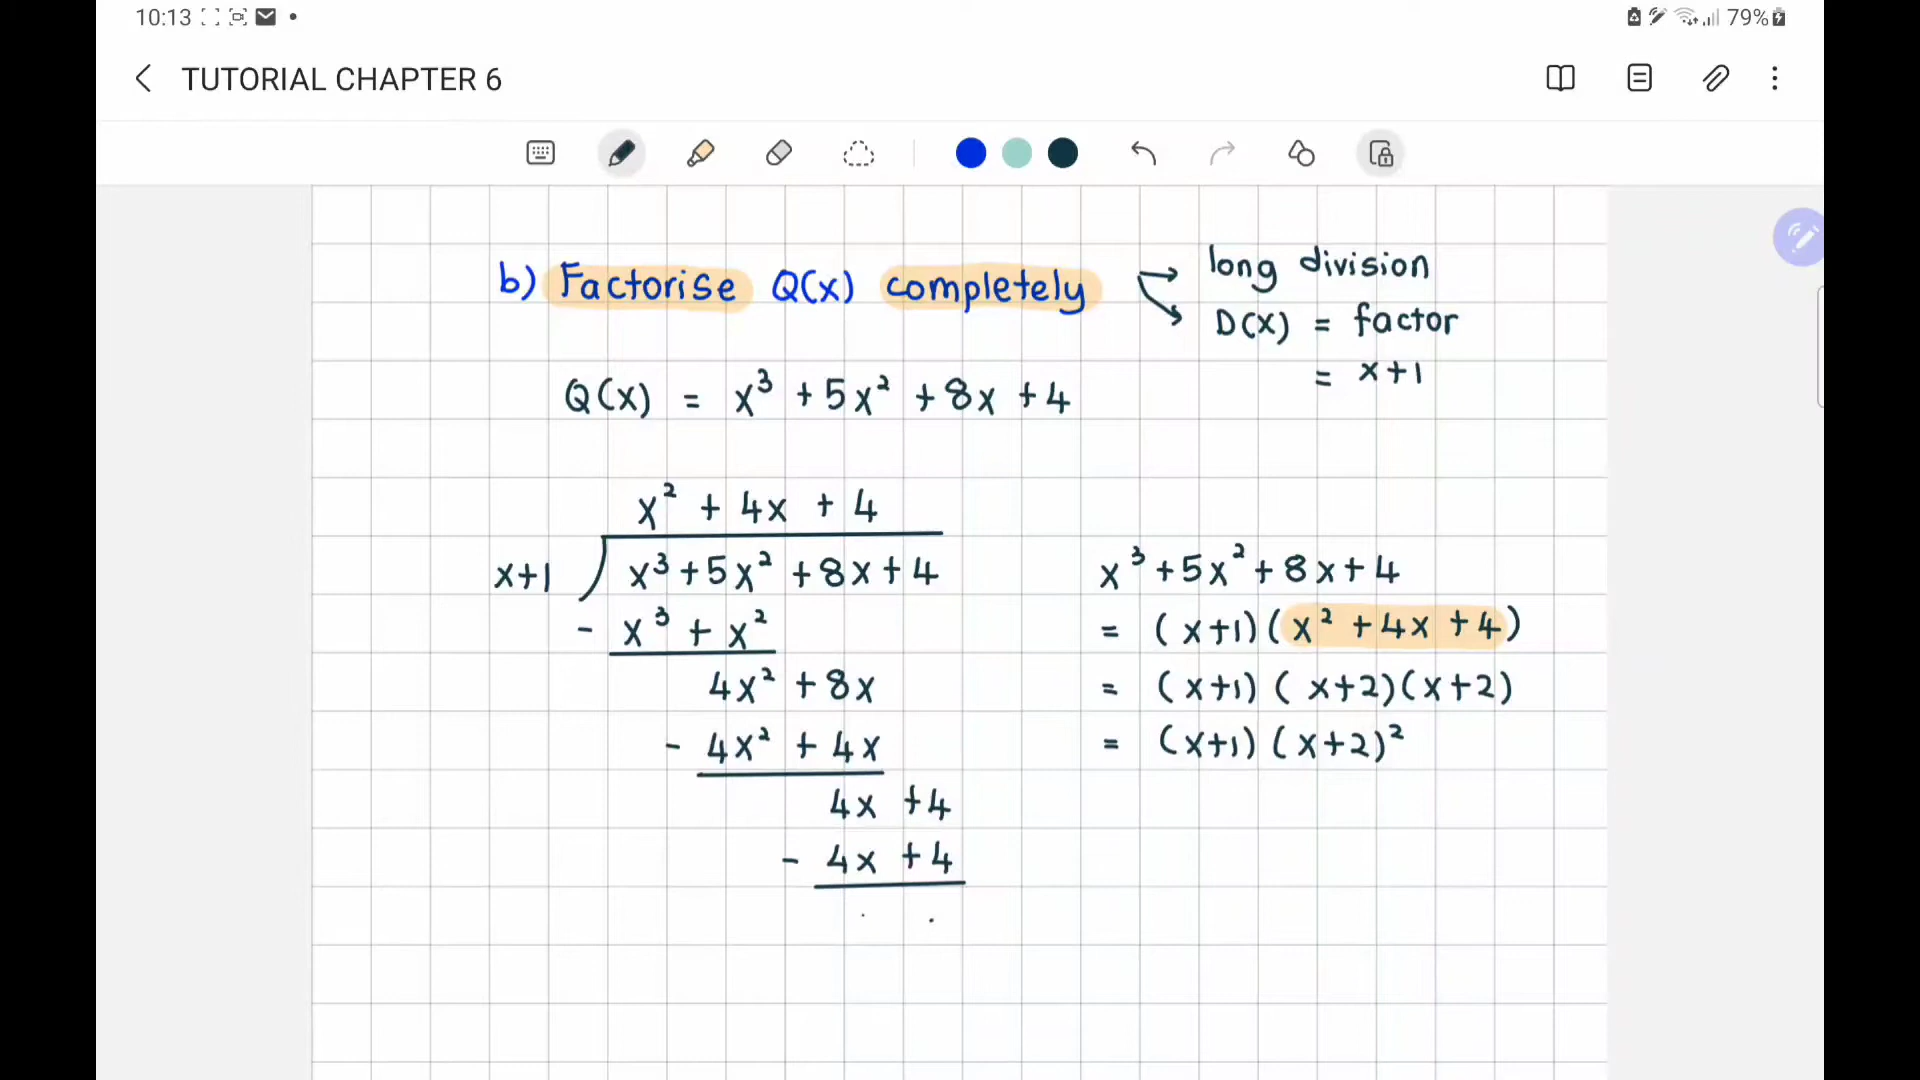 10:13
79%
TUTORIAL CHAPTER 6
b) Factorise Q(x) completely
long division
D(x) = factor
= x+1
Q(x) = x³ + 5x² + 8x + 4
x² + 4x + 4
x+1 ) x³ + 5x² + 8x + 4
- x³ + x²
4x² + 8x
- 4x² + 4x
4x + 4
- 4x + 4
x³ + 5x² + 8x + 4
= (x+1)(x² + 4x + 4)
= (x+1)(x+2)(x+2)
= (x+1)(x+2)²